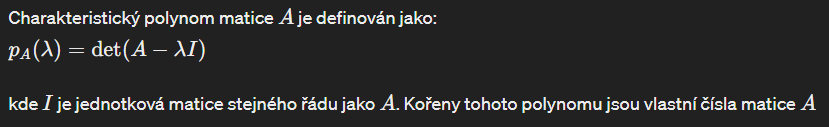 Charakteristický polynom matice A je definován jako:
p_A(λ) = det(A − λI)
kde I je jednotková matice stejného řádu jako A. Kořeny tohoto polynomu jsou vlastní čísla matice A